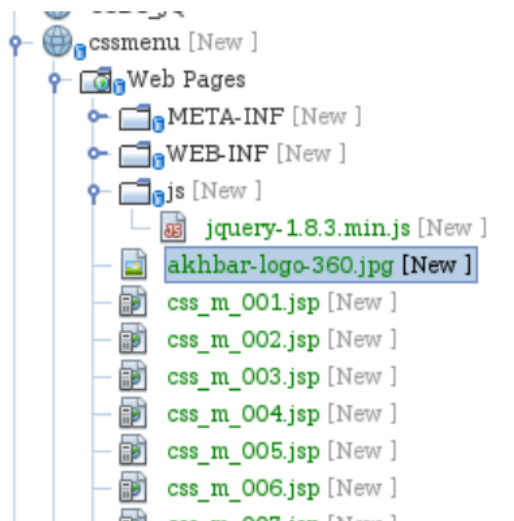 cssmenu [New ]
Web Pages
META-INF [New ]
WEB-INF [New ]
js [New ]
JS jquery-1.8.3.min.js [New ]
akhbar-logo-360.jpg [New ]
css_m_001.jsp [New ]
css_m_002.jsp [New ]
css_m_003.jsp [New ]
css_m_004.jsp [New ]
css_m_005.jsp [New ]
css_m_006.jsp [New ]